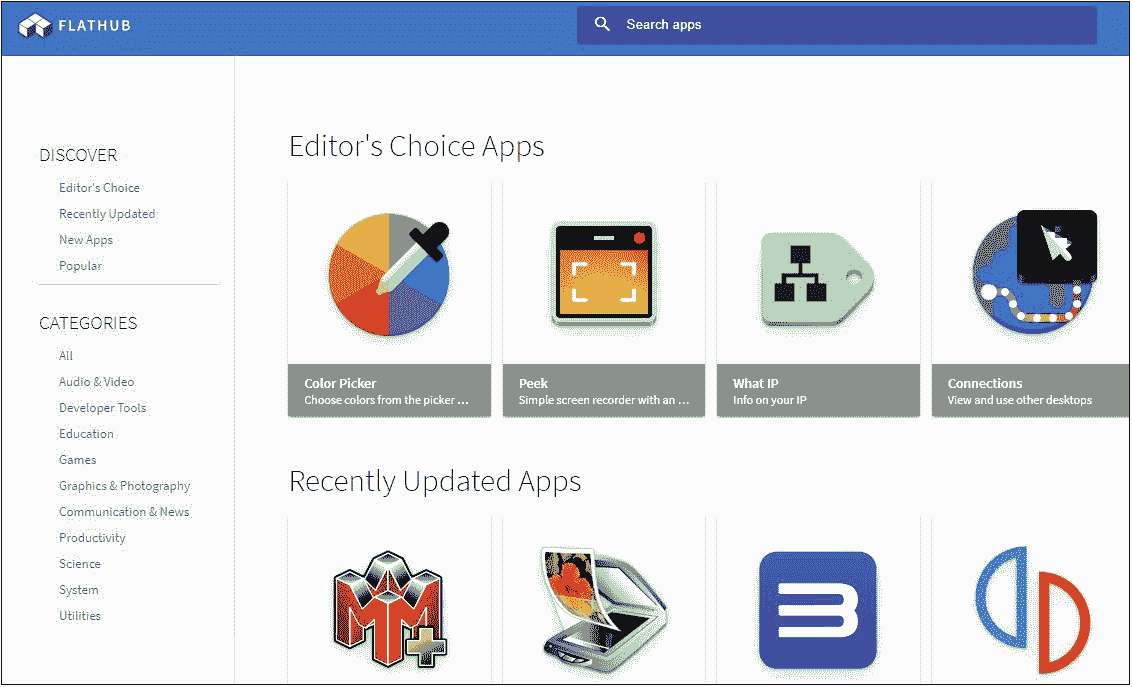 FLATHUB
Search apps
DISCOVER
Editor's Choice
Recently Updated
New Apps
Popular
CATEGORIES
All
Audio & Video
Developer Tools
Education
Games
Graphics & Photography
Communication & News
Productivity
Science
System
Utilities
Editor's Choice Apps
Color Picker
Choose colors from the picker ...
Peek
Simple screen recorder with an ...
What IP
Info on your IP
Connections
View and use other desktops
Recently Updated Apps